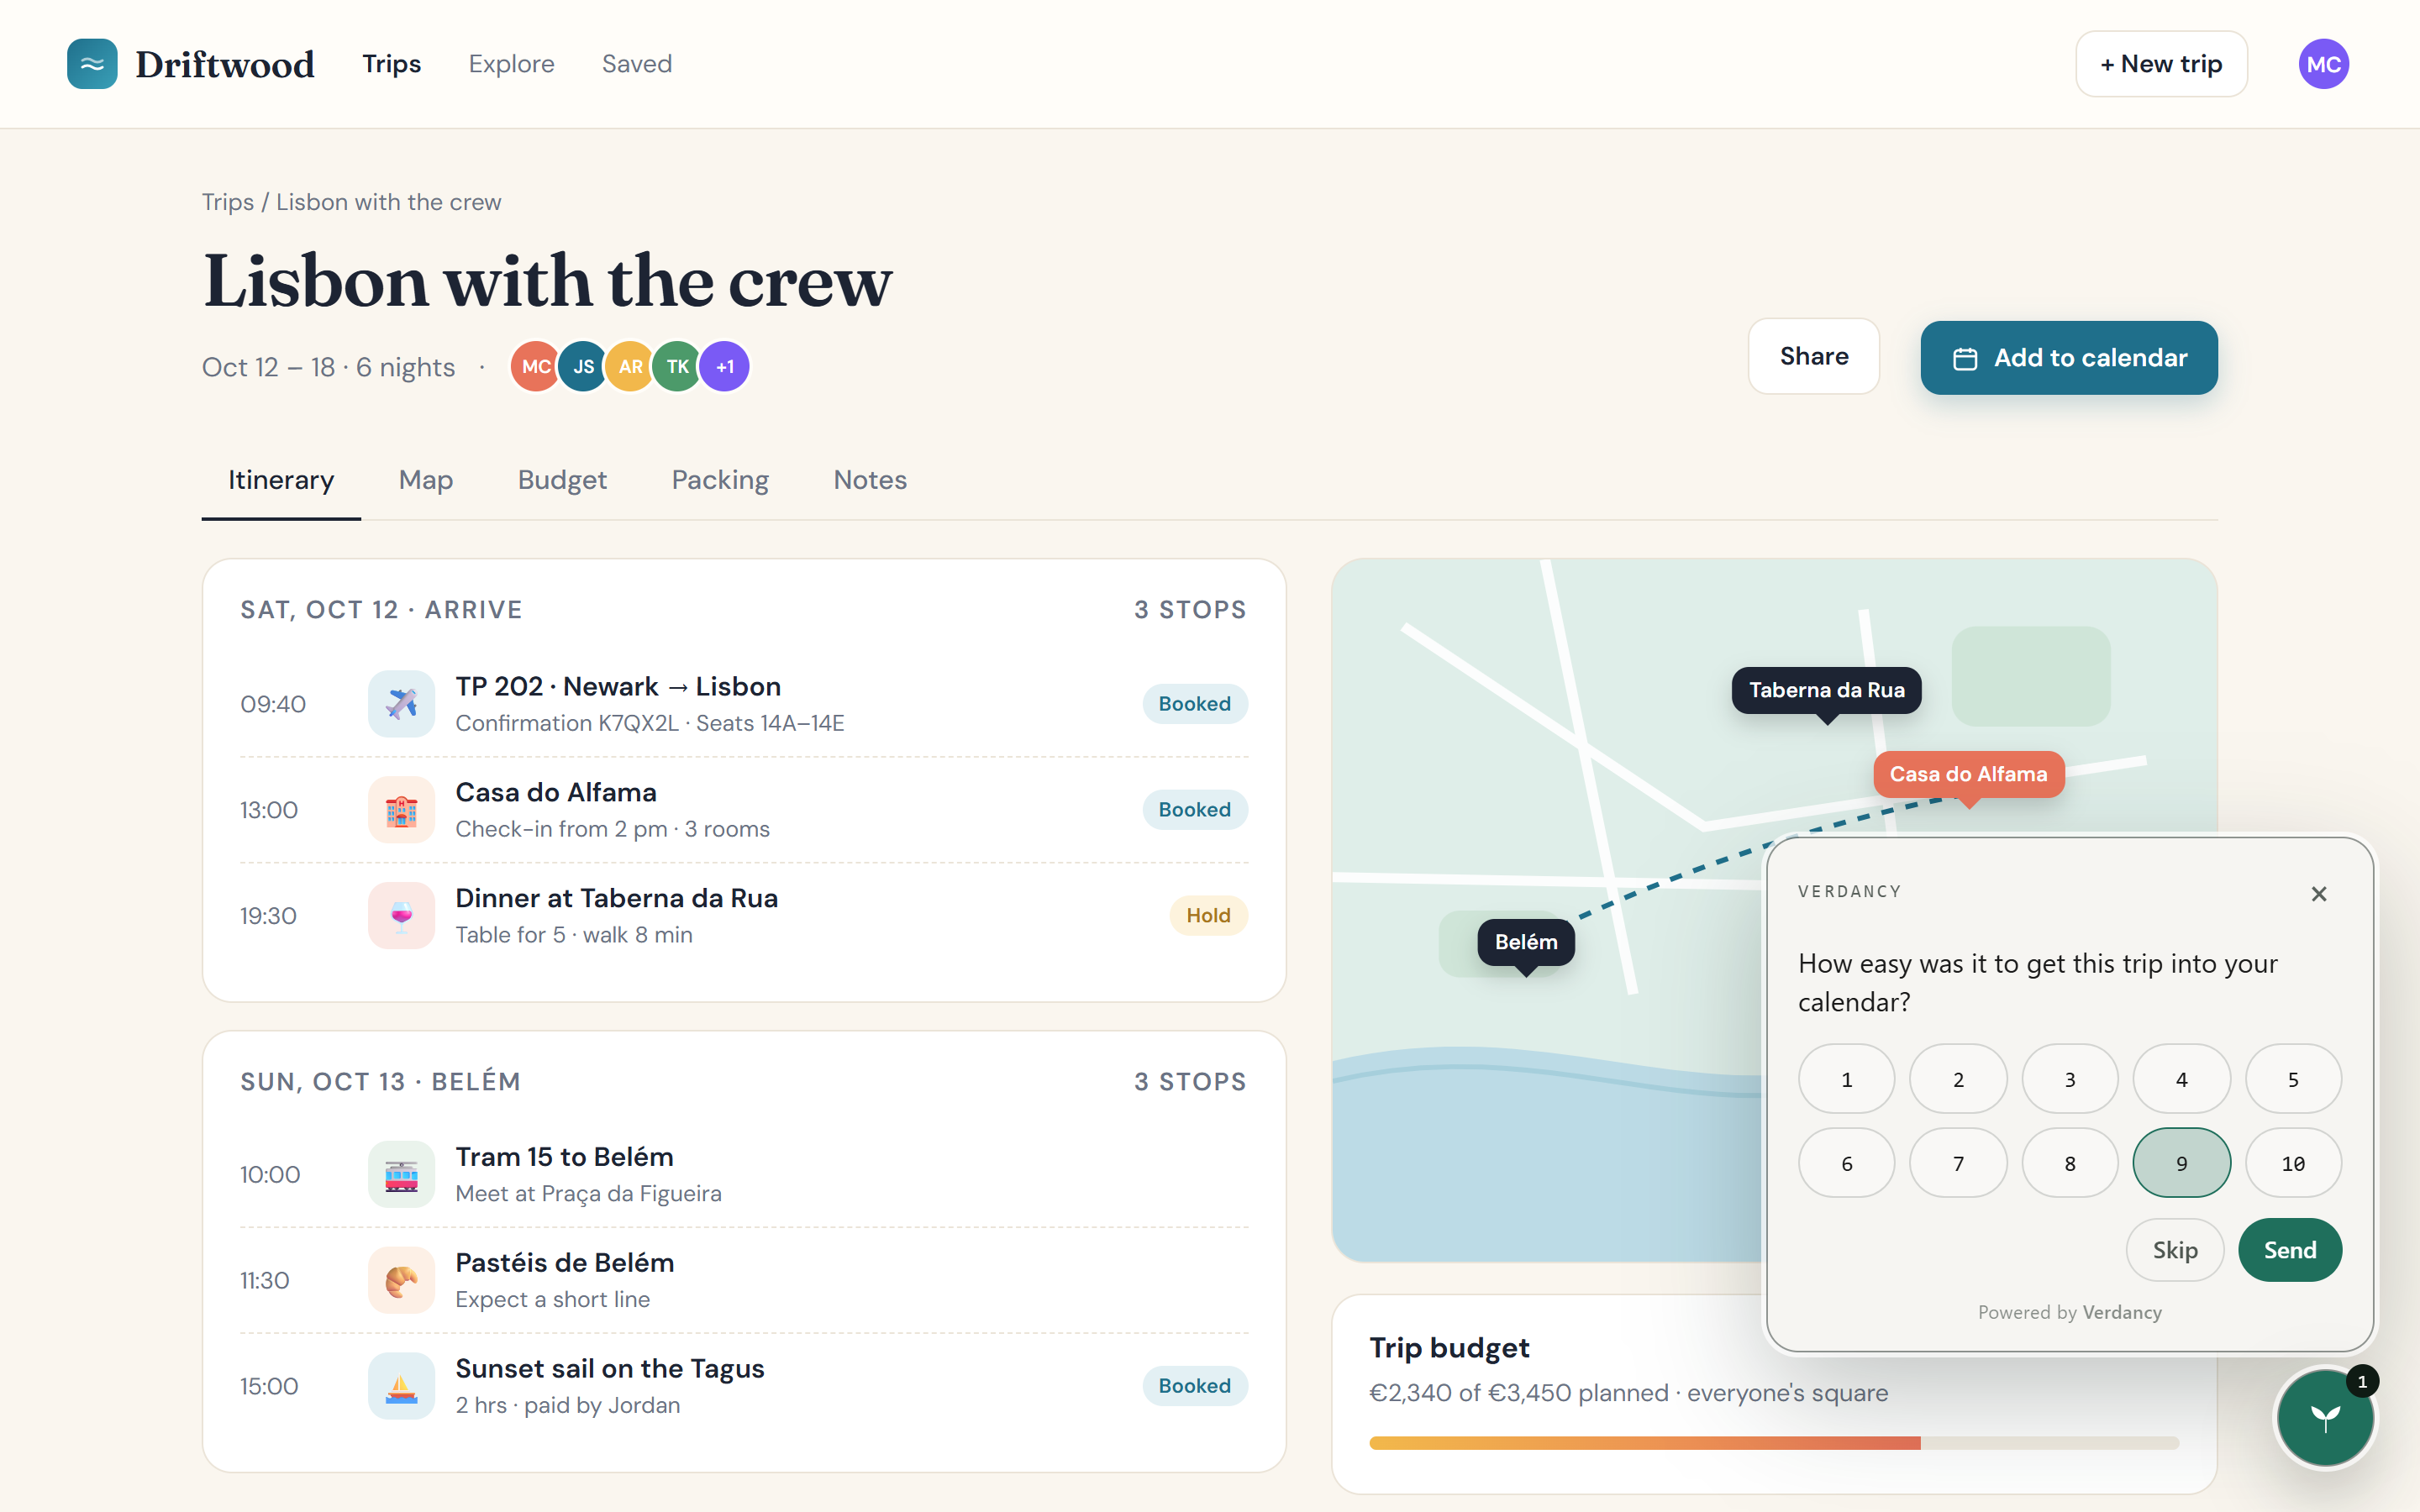 Driftwood
Trips
Explore
Saved
+ New trip
MC
Trips / Lisbon with the crew
Lisbon with the crew
Oct 12 – 18 · 6 nights ·
MC
JS
AR
TK
+1
Share
Add to calendar
Itinerary
Map
Budget
Packing
Notes
SAT, OCT 12 · ARRIVE
3 STOPS
09:40
TP 202 · Newark → Lisbon
Confirmation K7QX2L · Seats 14A–14E
Booked
13:00
Casa do Alfama
Check-in from 2 pm · 3 rooms
Booked
19:30
Dinner at Taberna da Rua
Table for 5 · walk 8 min
Hold
SUN, OCT 13 · BELÉM
3 STOPS
10:00
Tram 15 to Belém
Meet at Praça da Figueira
11:30
Pastéis de Belém
Expect a short line
15:00
Sunset sail on the Tagus
2 hrs · paid by Jordan
Booked
Taberna da Rua
Casa do Alfama
Belém
Trip budget
€2,340 of €3,450 planned · everyone's square
VERDANCY
×
How easy was it to get this trip into your
calendar?
1
2
3
4
5
6
7
8
9
10
Skip
Send
Powered by Verdancy
1